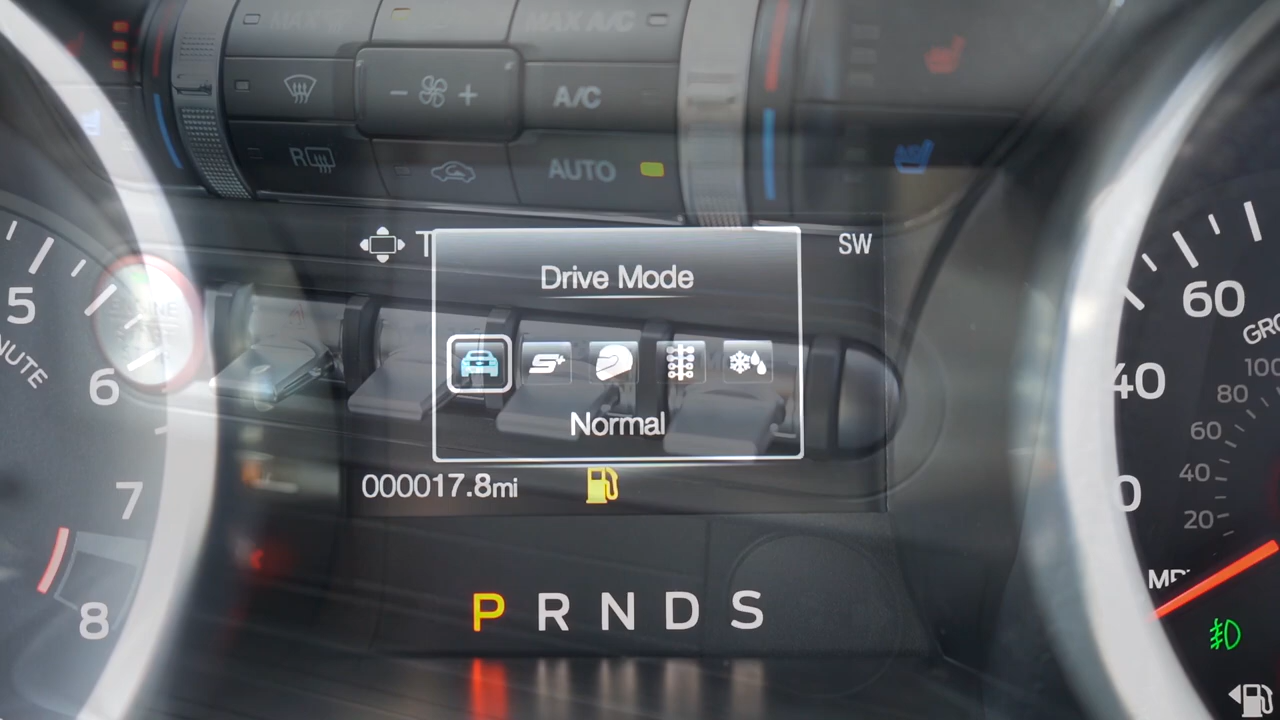 MAX A/C
A/C
R
AUTO
T
SW
Drive Mode
S+
Normal
000017.8mi
P R N D S
5
6
7
8
60
40
0
100
80
60
40
20